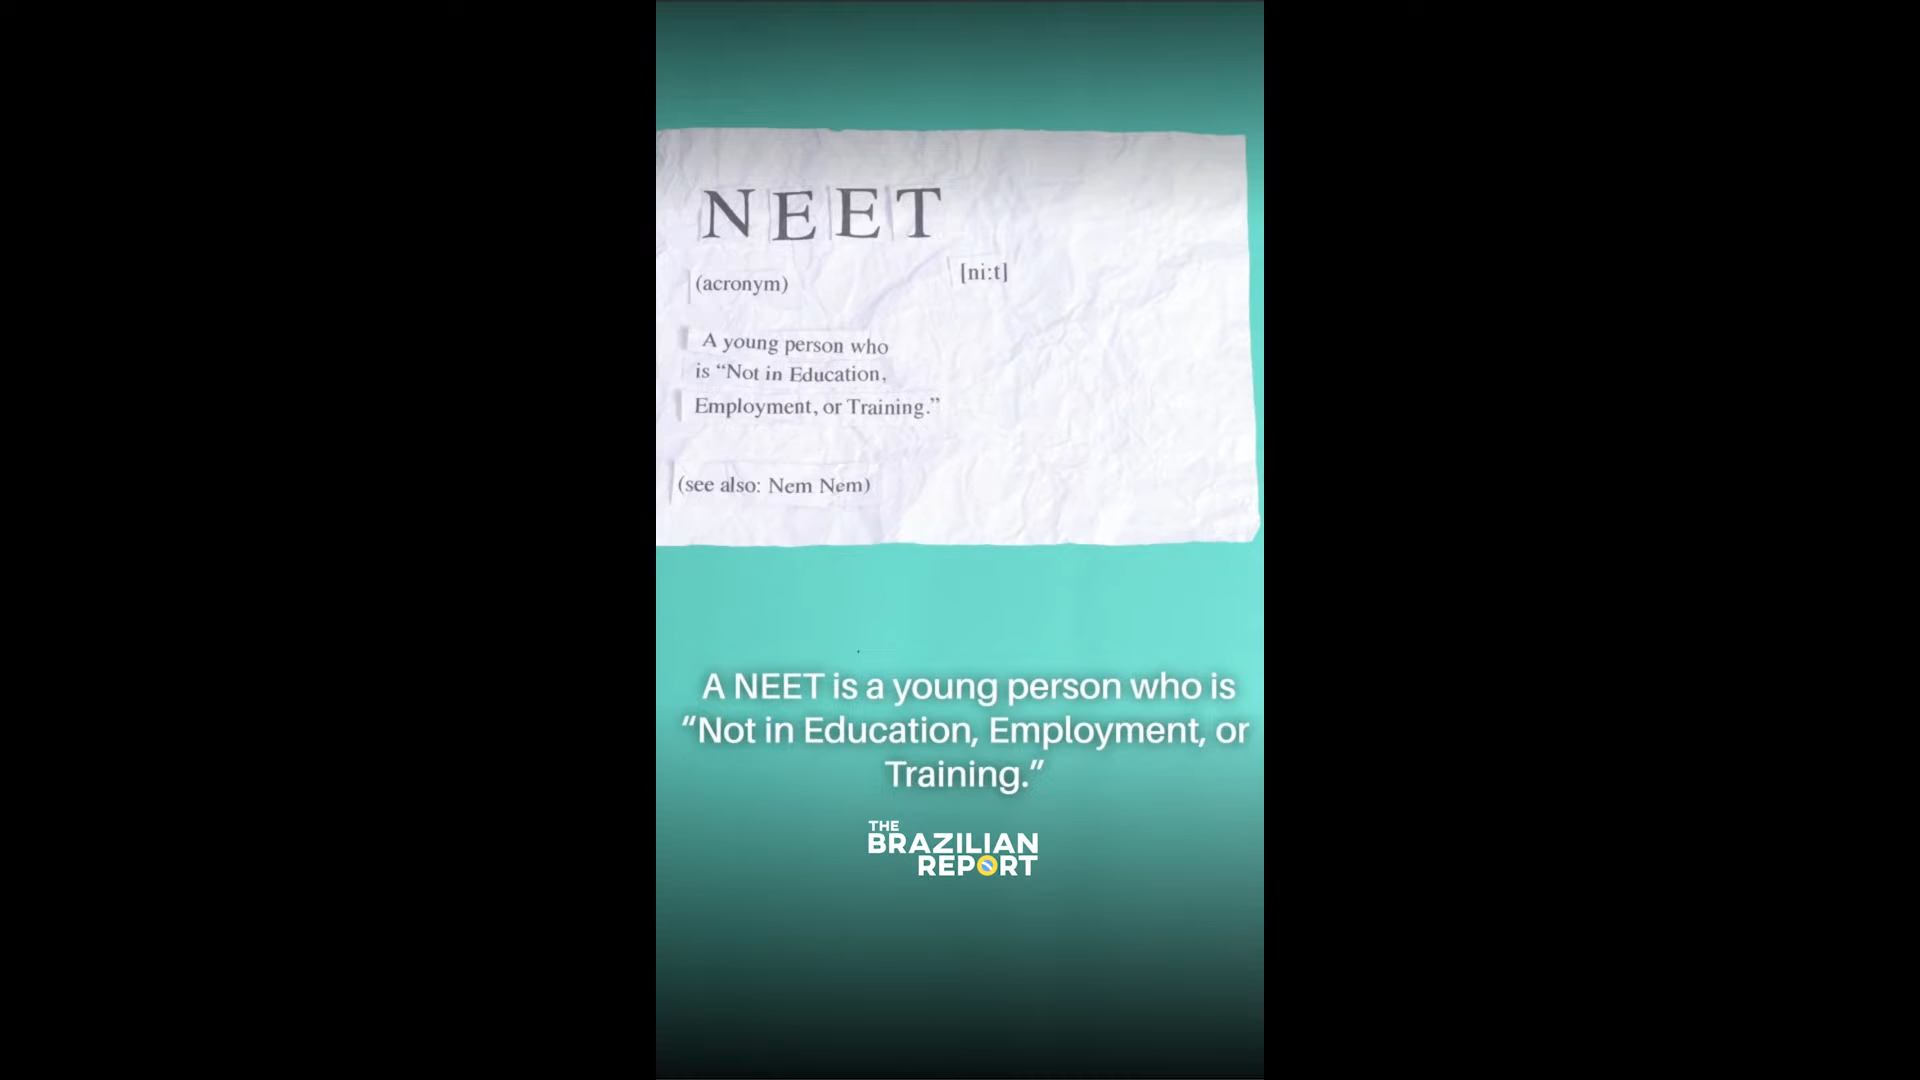 NEET
[ni:t]
(acronym)
A young person who
is “Not in Education,
Employment, or Training.”
(see also: Nem Nem)
A NEET is a young person who is
“Not in Education, Employment, or
Training.”
THE
BRAZILIAN
REPORT